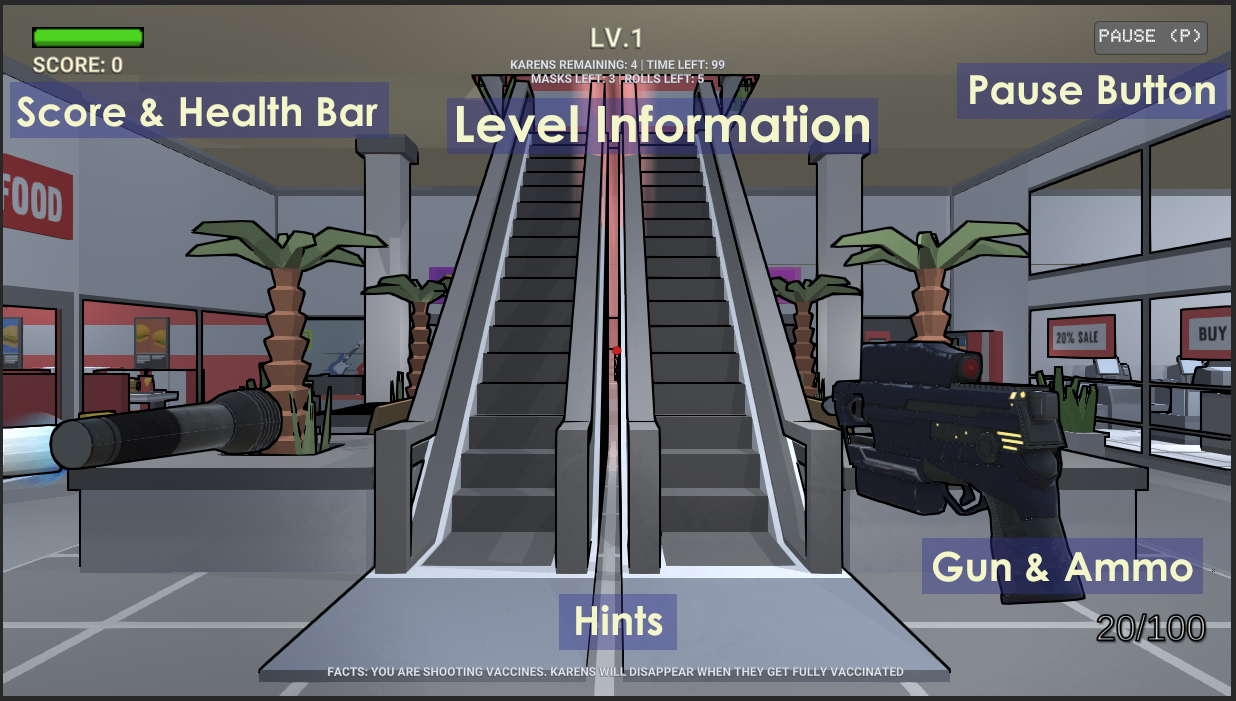 LV.1
PAUSE (P)
SCORE: 0
KARENS REMAINING: 4 | TIME LEFT: 99
MASKS LEFT: 3 | ROLLS LEFT: 5
Score & Health Bar
Level Information
Pause Button
FOOD
20% SALE
BUY
Gun & Ammo
Hints
20/100
FACTS: YOU ARE SHOOTING VACCINES. KARENS WILL DISAPPEAR WHEN THEY GET FULLY VACCINATED